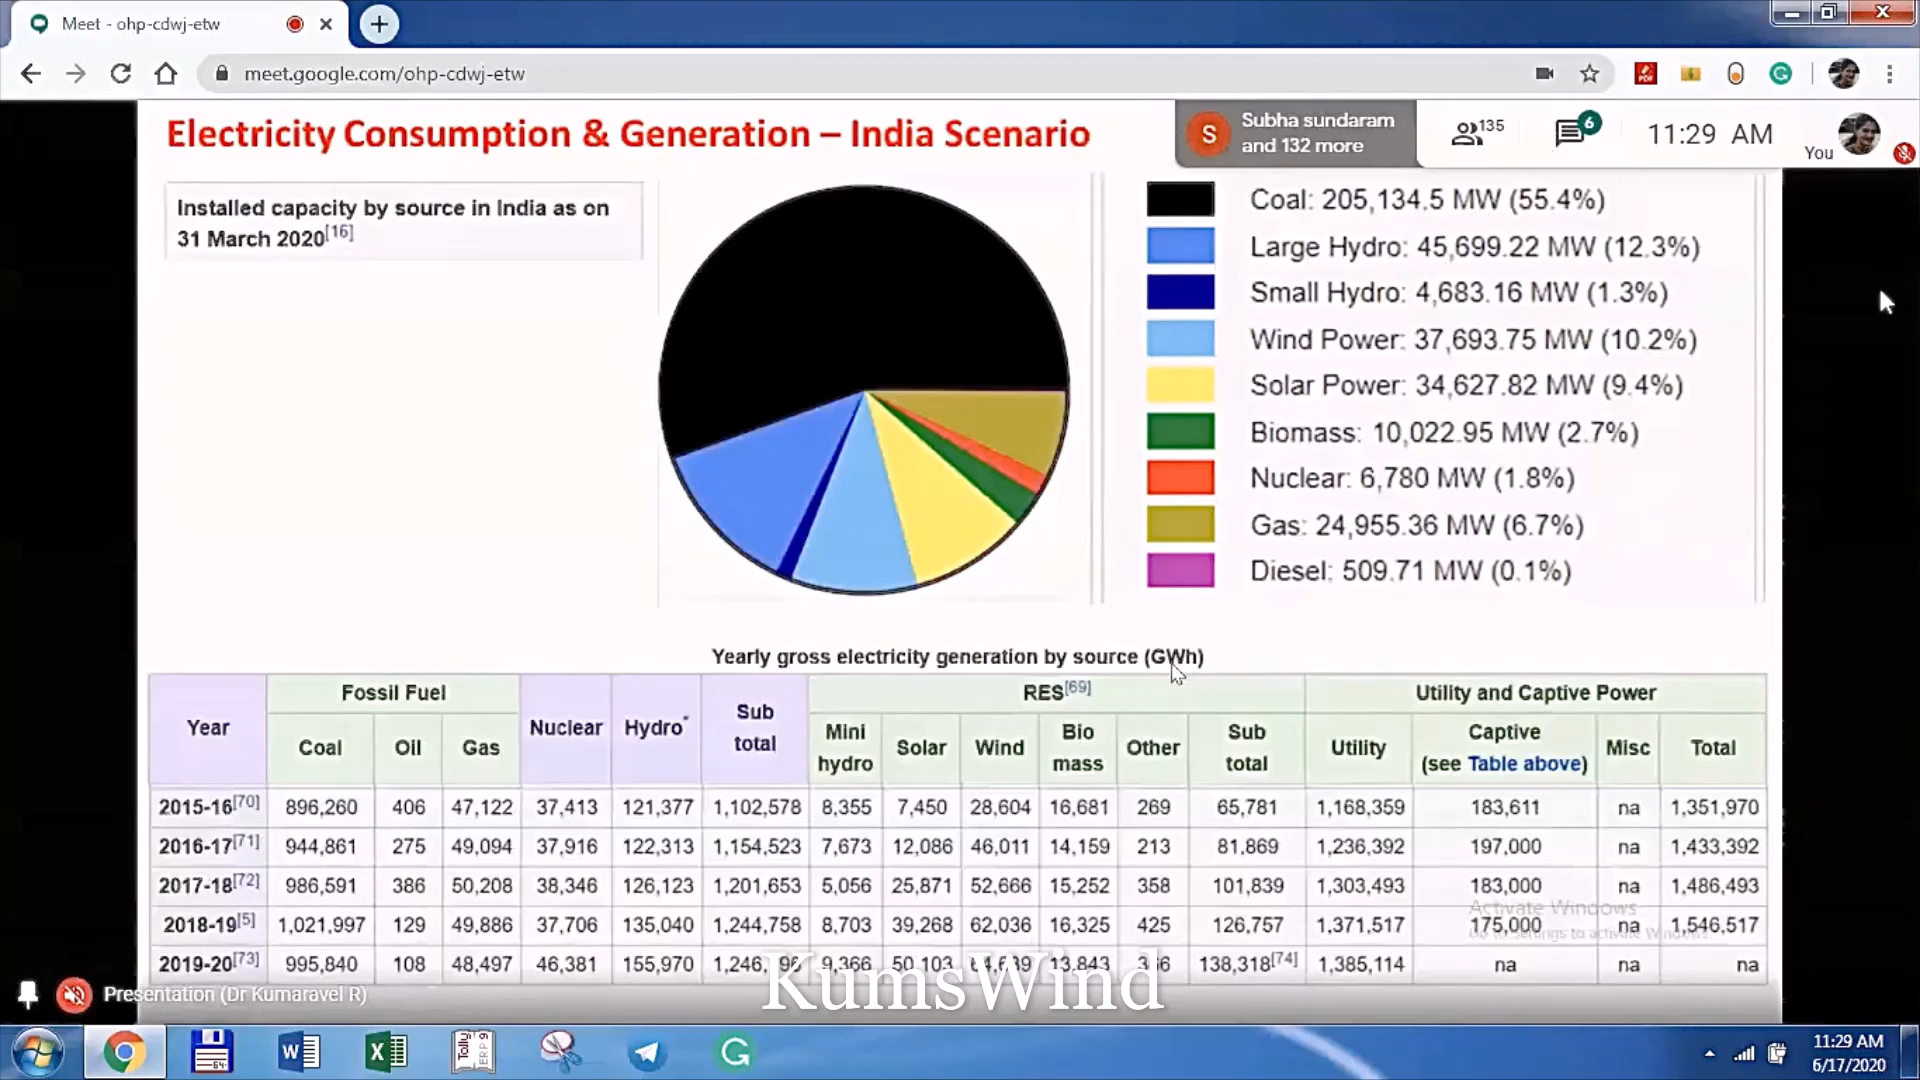 Meet - ohp-cdwj-etw
meet.google.com/ohp-cdwj-etw
Electricity Consumption & Generation – India Scenario
S
Subha sundaram
and 132 more
135
6
11:29 AM
You
Installed capacity by source in India as on
31 March 2020[16]
Coal: 205,134.5 MW (55.4%)
Large Hydro: 45,699.22 MW (12.3%)
Small Hydro: 4,683.16 MW (1.3%)
Wind Power: 37,693.75 MW (10.2%)
Solar Power: 34,627.82 MW (9.4%)
Biomass: 10,022.95 MW (2.7%)
Nuclear: 6,780 MW (1.8%)
Gas: 24,955.36 MW (6.7%)
Diesel: 509.71 MW (0.1%)
Yearly gross electricity generation by source (GWh)
Year Fossil Fuel Nuclear Hydro* Sub total RES[69] Utility and Captive Power
Coal Oil Gas Mini hydro Solar Wind Bio mass Other Sub total Utility Captive (see Table above) Misc Total
2015-16[70] 896,260 406 47,122 37,413 121,377 1,102,578 8,355 7,450 28,604 16,681 269 65,781 1,168,359 183,611 na 1,351,970
2016-17[71] 944,861 275 49,094 37,916 122,313 1,154,523 7,673 12,086 46,011 14,159 213 81,869 1,236,392 197,000 na 1,433,392
2017-18[72] 986,591 386 50,208 38,346 126,123 1,201,653 5,056 25,871 52,666 15,252 358 101,839 1,303,493 183,000 na 1,486,493
Activate Windows
2018-19[5] 1,021,997 129 49,886 37,706 135,040 1,244,758 8,703 39,268 62,036 16,325 425 126,757 1,371,517 175,000 na 1,546,517
2019-20[73] 995,840 108 48,497 46,381 155,970 9,366 50,103 13,843 138,318[74] 1,385,114 na na na
KumsWind
Presentation (Dr Kumaravel R)
11:29 AM
6/17/2020